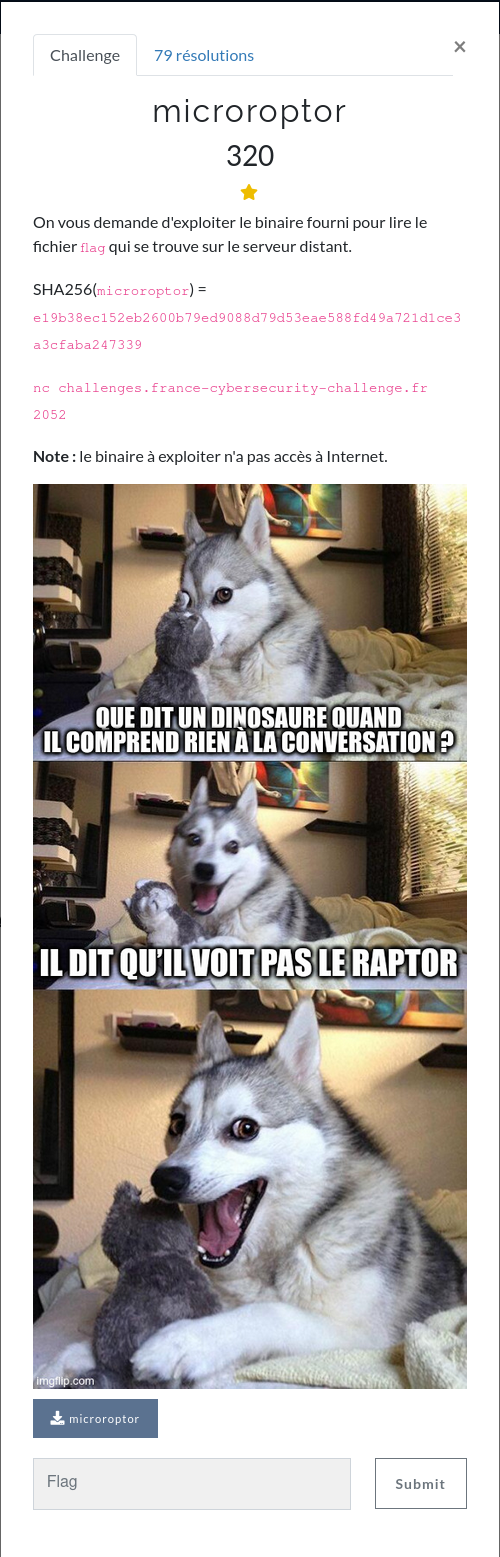 Challenge
79 résolutions
×
microroptor
320
On vous demande d'exploiter le binaire fourni pour lire le
fichier flag qui se trouve sur le serveur distant.
SHA256(microroptor) =
e19b38ec152eb2600b79ed9088d79d53eae588fd49a721d1ce3
a3cfaba247339
nc challenges.france-cybersecurity-challenge.fr
2052
Note : le binaire à exploiter n'a pas accès à Internet.
QUE DIT UN DINOSAURE QUAND
IL COMPREND RIEN À LA CONVERSATION ?
IL DIT QU'IL VOIT PAS LE RAPTOR
imgflip.com
microroptor
Flag
Submit